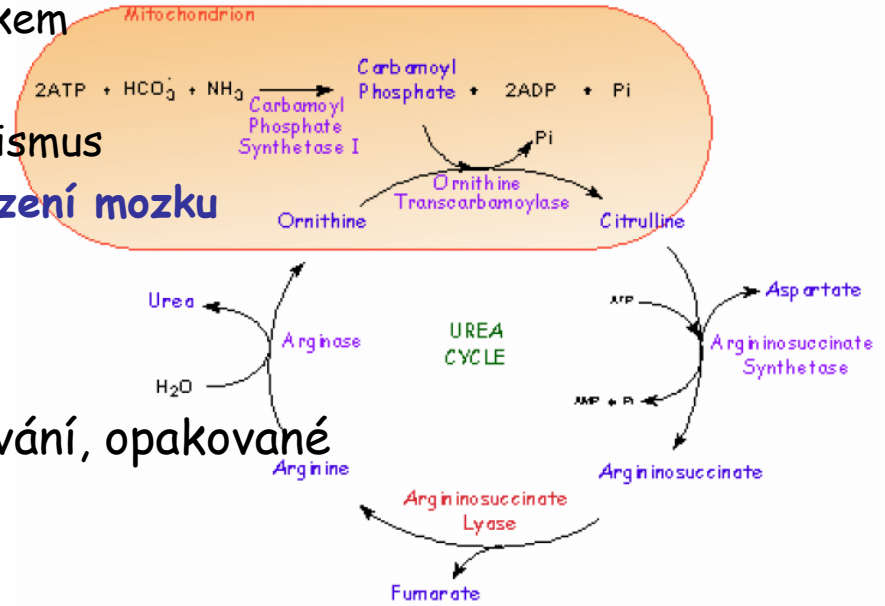 kem
Mitochondrion
2ATP + HCO₃⁻ + NH₃
Carbamoyl
Phosphate
Synthetase I
Carbamoyl
Phosphate + 2ADP + Pi
ismus
Pi
zení mozku
Ornithine
Transcarbamoylase
Ornithine
Citrulline
Urea
ATP
Aspartate
Arginase
UREA
CYCLE
Argininosuccinate
Synthetase
H₂O
AMP + Pi
vání, opakované
Arginine
Argininosuccinate
Argininosuccinate
Lyase
Fumarate